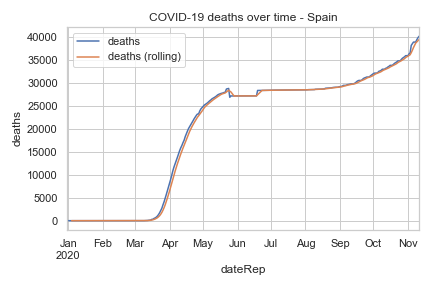 COVID-19 deaths over time - Spain
deaths
deaths (rolling)
40000
35000
30000
25000
20000
15000
10000
5000
0
deaths
Jan Feb Mar Apr May Jun Jul Aug Sep Oct Nov
2020
dateRep